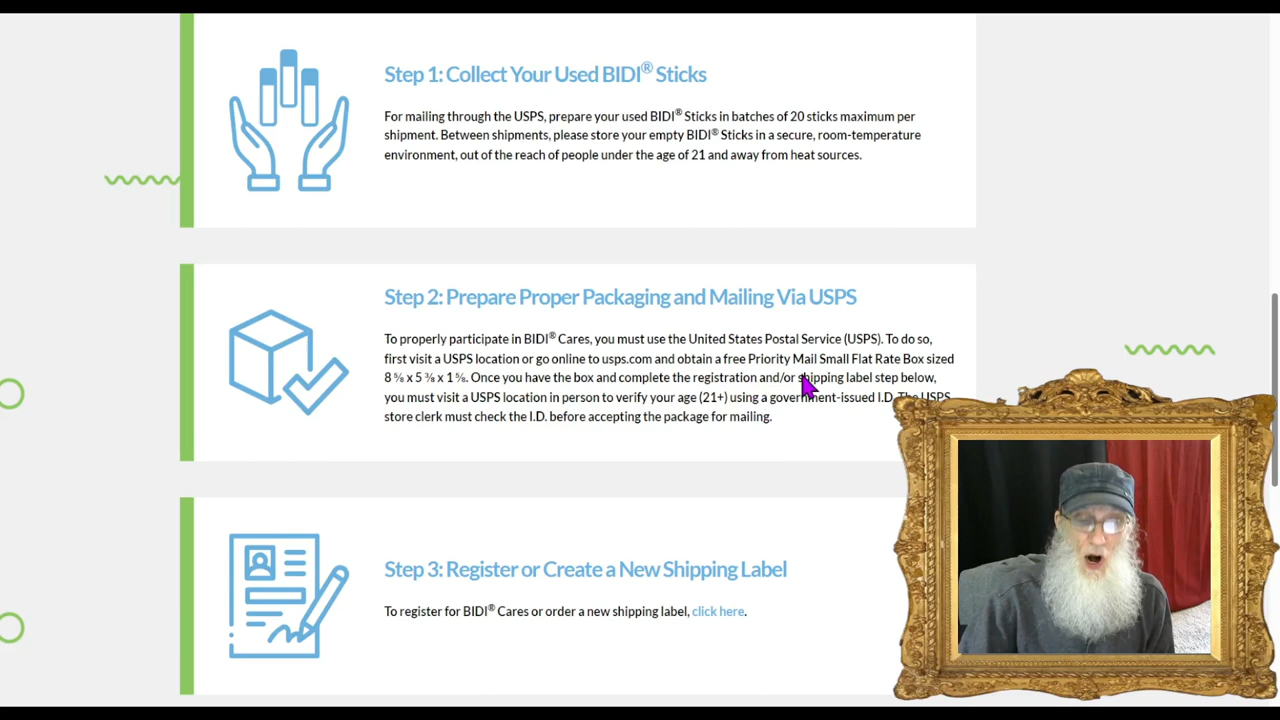 Step 1: Collect Your Used BIDI® Sticks
For mailing through the USPS, prepare your used BIDI® Sticks in batches of 20 sticks maximum per
shipment. Between shipments, please store your empty BIDI® Sticks in a secure, room-temperature
environment, out of the reach of people under the age of 21 and away from heat sources.
Step 2: Prepare Proper Packaging and Mailing Via USPS
To properly participate in BIDI® Cares, you must use the United States Postal Service (USPS). To do so,
first visit a USPS location or go online to usps.com and obtain a free Priority Mail Small Flat Rate Box sized
8 ⅝ x 5 ⅜ x 1 ⅝. Once you have the box and complete the registration and/or shipping label step below,
you must visit a USPS location in person to verify your age (21+) using a government-issued I.D. The USPS
store clerk must check the I.D. before accepting the package for mailing.
Step 3: Register or Create a New Shipping Label
To register for BIDI® Cares or order a new shipping label, click here.